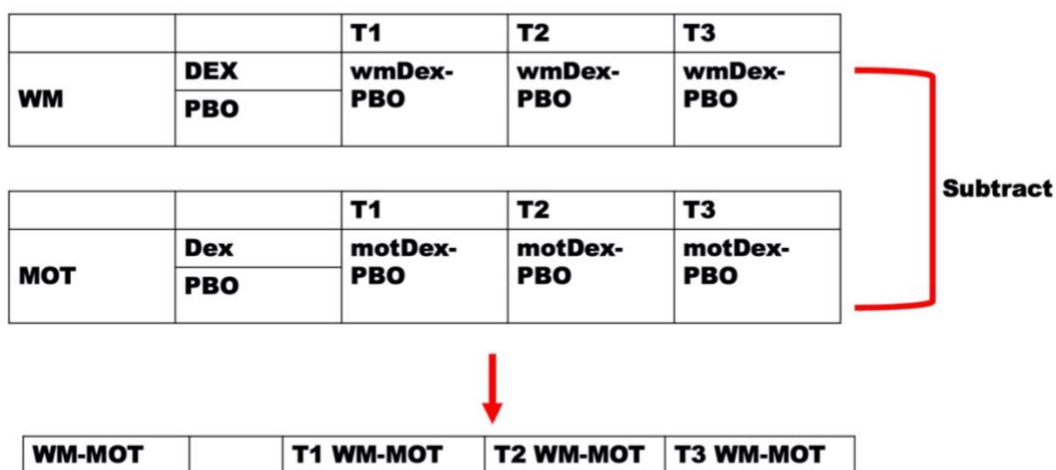 T1 T2 T3
WM DEX wmDex- wmDex- wmDex-
PBO PBO PBO PBO
Subtract
T1 T2 T3
MOT Dex motDex- motDex- motDex-
PBO PBO PBO PBO
WM-MOT T1 WM-MOT T2 WM-MOT T3 WM-MOT